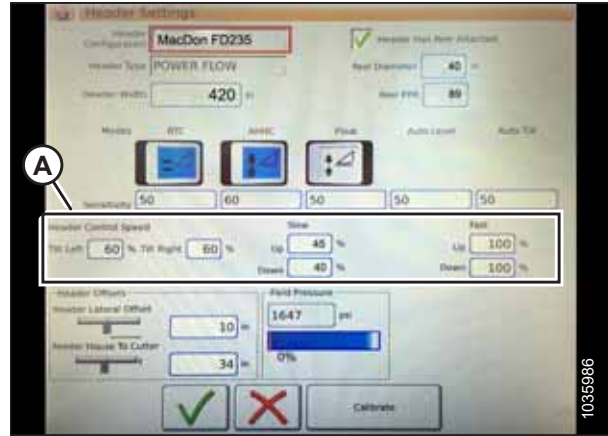 Header Settings
Header Configuration MacDon FD235 Header Has Reel Attached
Header Type POWER FLOW Reel Diameter 40 in
Header Width 420 in Reel PPR 89
Modes RTC AHHC Float Auto Level Auto Tilt
Sensitivity 50 60 50 50 50
A
Header Control Speed Slow Fast
Tilt Left 60 % Tilt Right 60 % Up 45 % Up 100 %
Down 40 % Down 100 %
Header Offsets Field Pressure
Header Lateral Offset 1647 psi
10 in
Header House To Cutter 0%
34 in
Calibrate
1035986